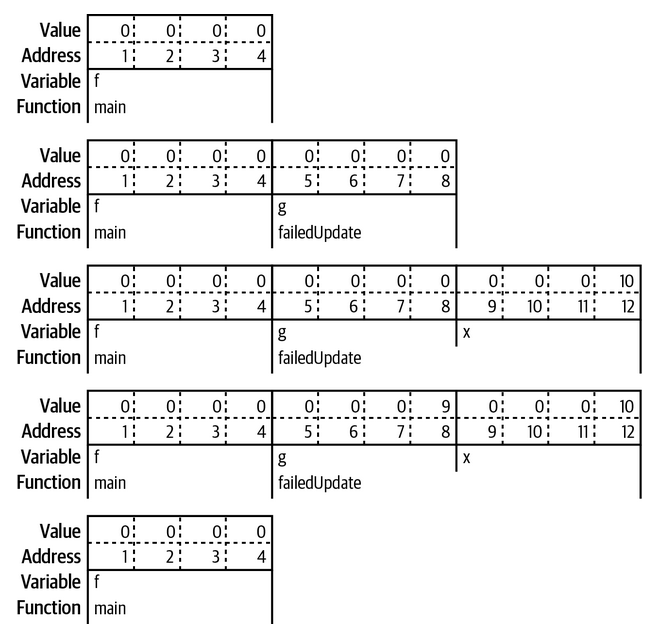 Value 0 0 0 0
Address 1 2 3 4
Variable f
Function main
Value 0 0 0 0 0 0 0 0
Address 1 2 3 4 5 6 7 8
Variable f g
Function main failedUpdate
Value 0 0 0 0 0 0 0 0 0 0 0 10
Address 1 2 3 4 5 6 7 8 9 10 11 12
Variable f g x
Function main failedUpdate
Value 0 0 0 0 0 0 0 9 0 0 0 10
Address 1 2 3 4 5 6 7 8 9 10 11 12
Variable f g x
Function main failedUpdate
Value 0 0 0 0
Address 1 2 3 4
Variable f
Function main